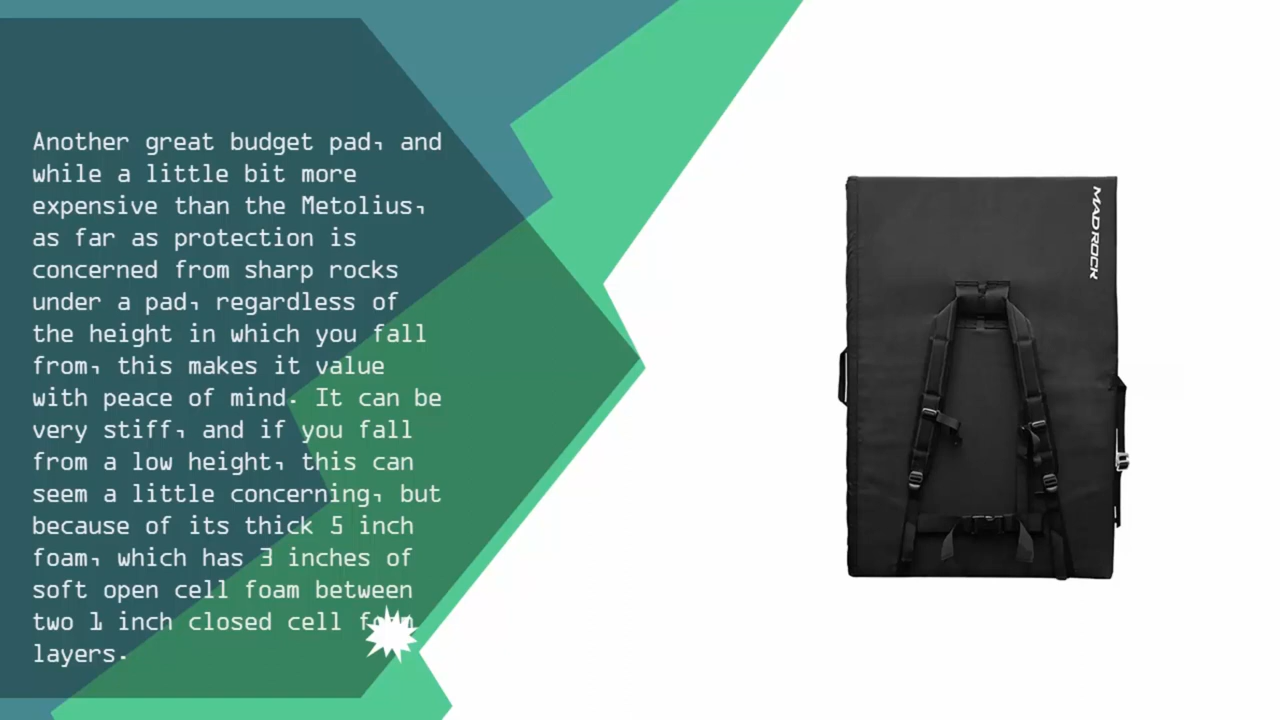 Another great budget pad, and
while a little bit more
expensive than the Metolius,
as far as protection is
concerned from sharp rocks
under a pad, regardless of
the height in which you fall
from, this makes it value
with peace of mind. It can be
very stiff, and if you fall
from a low height, this can
seem a little concerning, but
because of its thick 5 inch
foam, which has 3 inches of
soft open cell foam between
two 1 inch closed cell foam
layers.
MAD ROCK